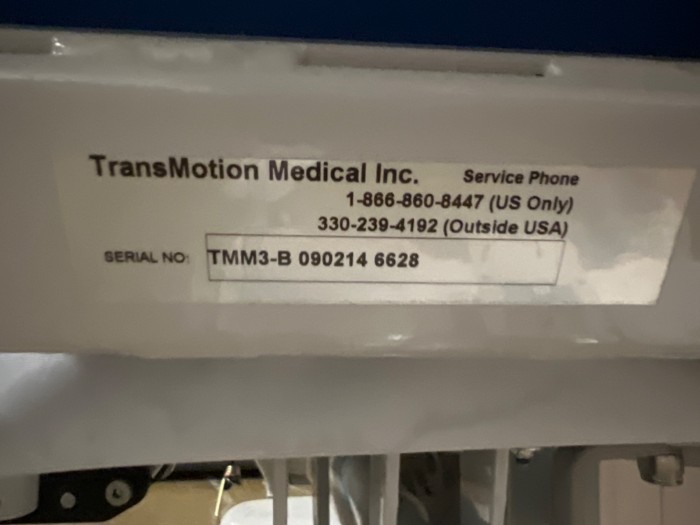 TransMotion Medical Inc. Service Phone
1-866-860-8447 (US Only)
330-239-4192 (Outside USA)
SERIAL NO: TMM3-B 090214 6628